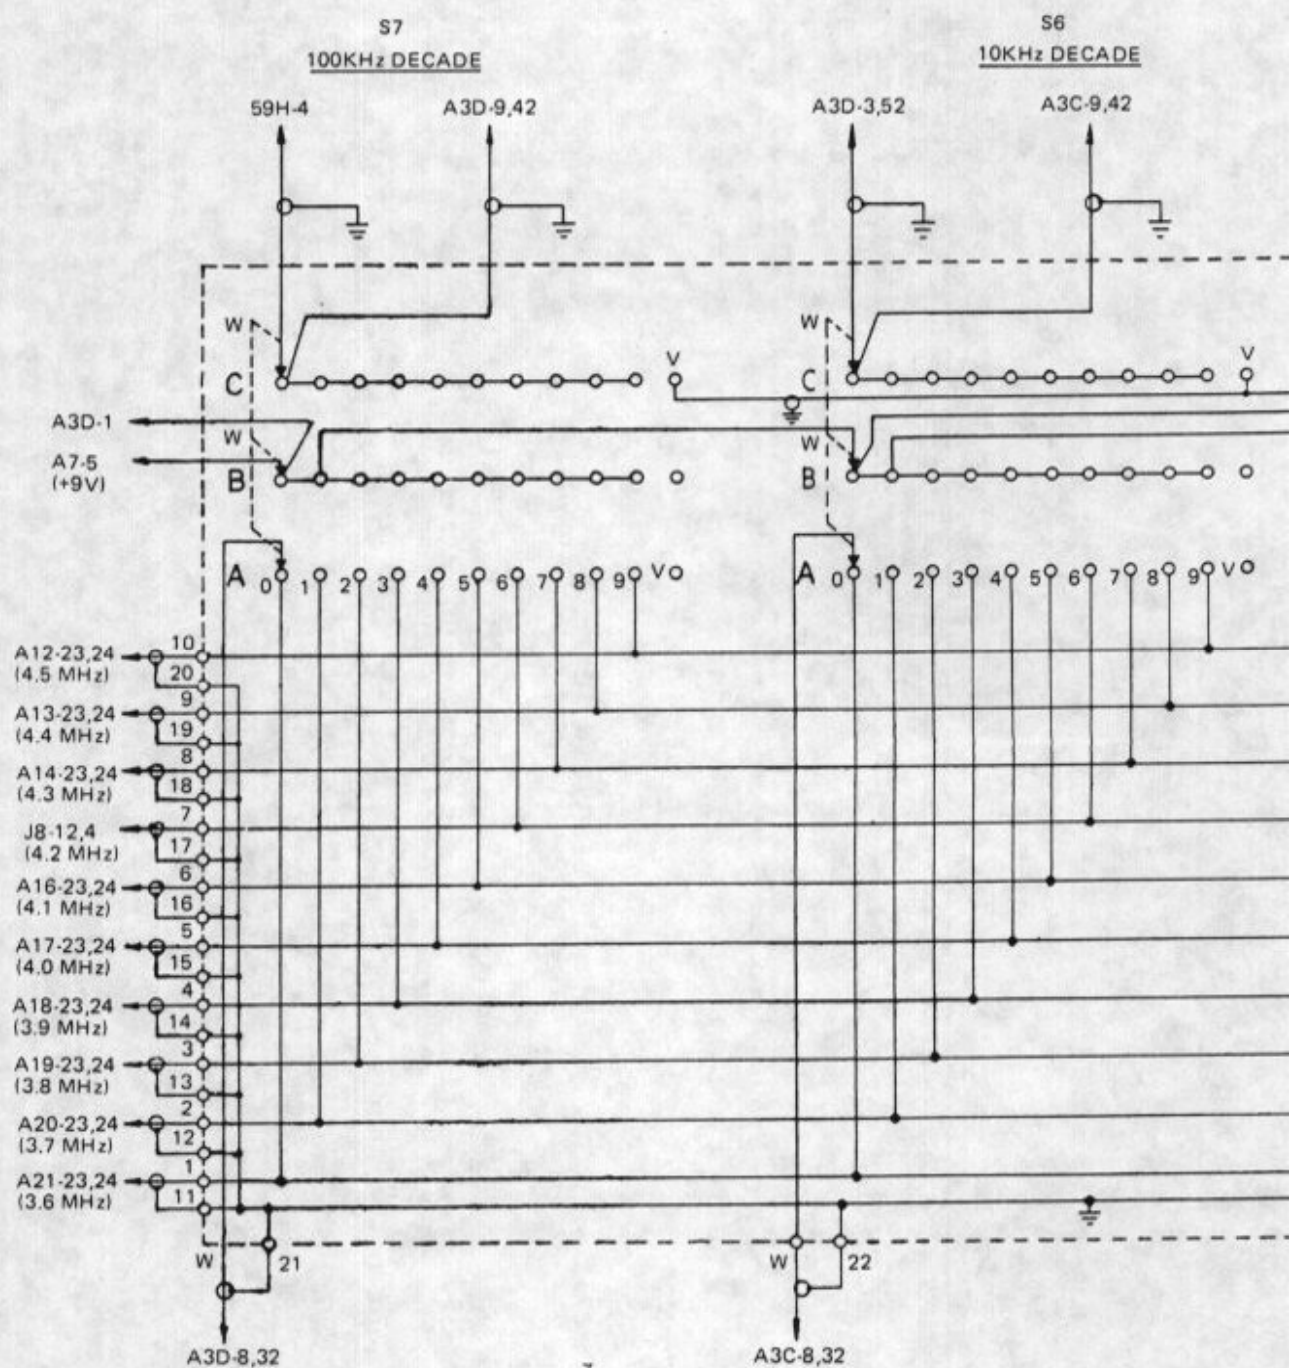 S7
100KHz DECADE
S6
10KHz DECADE
59H-4
A3D-9,42
A3D-3,52
A3C-9,42
W
W
C
V
C
V
A3D-1
W
W
A7-5
(+9V)
B
B
A 0 1 2 3 4 5 6 7 8 9 V
A 0 1 2 3 4 5 6 7 8 9 V
10
A12-23,24
(4.5 MHz)
20
9
A13-23,24
(4.4 MHz)
19
8
A14-23,24
(4.3 MHz)
18
7
J8-12,4
(4.2 MHz)
17
6
A16-23,24
(4.1 MHz)
16
5
A17-23,24
(4.0 MHz)
15
4
A18-23,24
(3.9 MHz)
14
3
A19-23,24
(3.8 MHz)
13
2
A20-23,24
(3.7 MHz)
12
1
A21-23,24
(3.6 MHz)
11
W
21
W
22
A3D-8,32
A3C-8,32